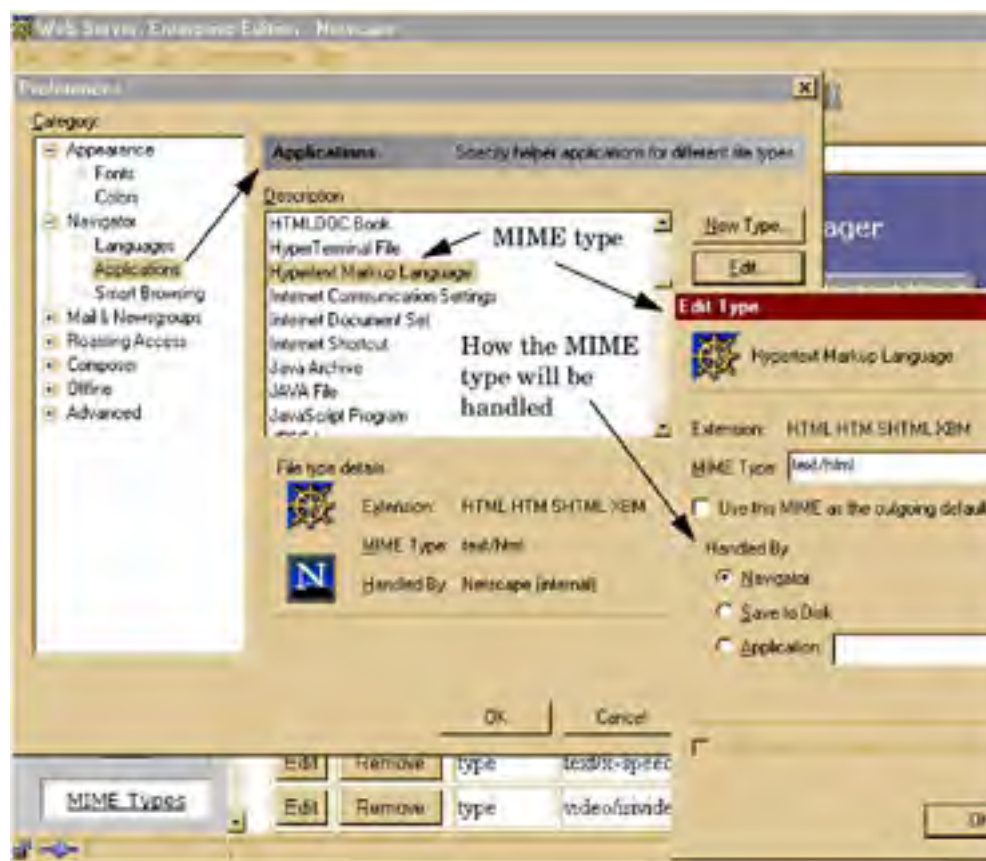 Web Server, Enterprise Edition - Netscape
Preferences
Category:
Appearance
Fonts
Colors
Navigator
Languages
Applications
Smart Browsing
Mail & Newsgroups
Roaming Access
Composer
Offline
Advanced
Applications Specify helper applications for different file types
Description
HTMLDOC Book
HyperTerminal File
Hypertext Markup Language
Internet Communication Settings
Internet Document Set
Internet Shortcut
Java Archive
JAVA File
JavaScript Program
MIME type
How the MIME
type will be
handled
New Type...
Edit...
File type details
Extension: HTML HTM SHTML XBM
MIME Type: text/html
Handled By: Netscape (internal)
OK Cancel
ager
Edit Type
Hypertext Markup Language
Extension: HTML HTM SHTML XBM
MIME Type: text/html
Use this MIME as the outgoing default
Handled By
Navigator
Save to Disk
Application:
OK
MIME Types
Edit Remove type text/x-speec
Edit Remove type